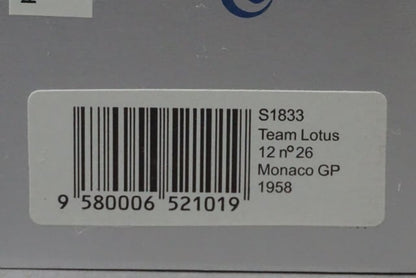 S1833
Team Lotus
12 nº26
Monaco GP
1958
9 580006 521019